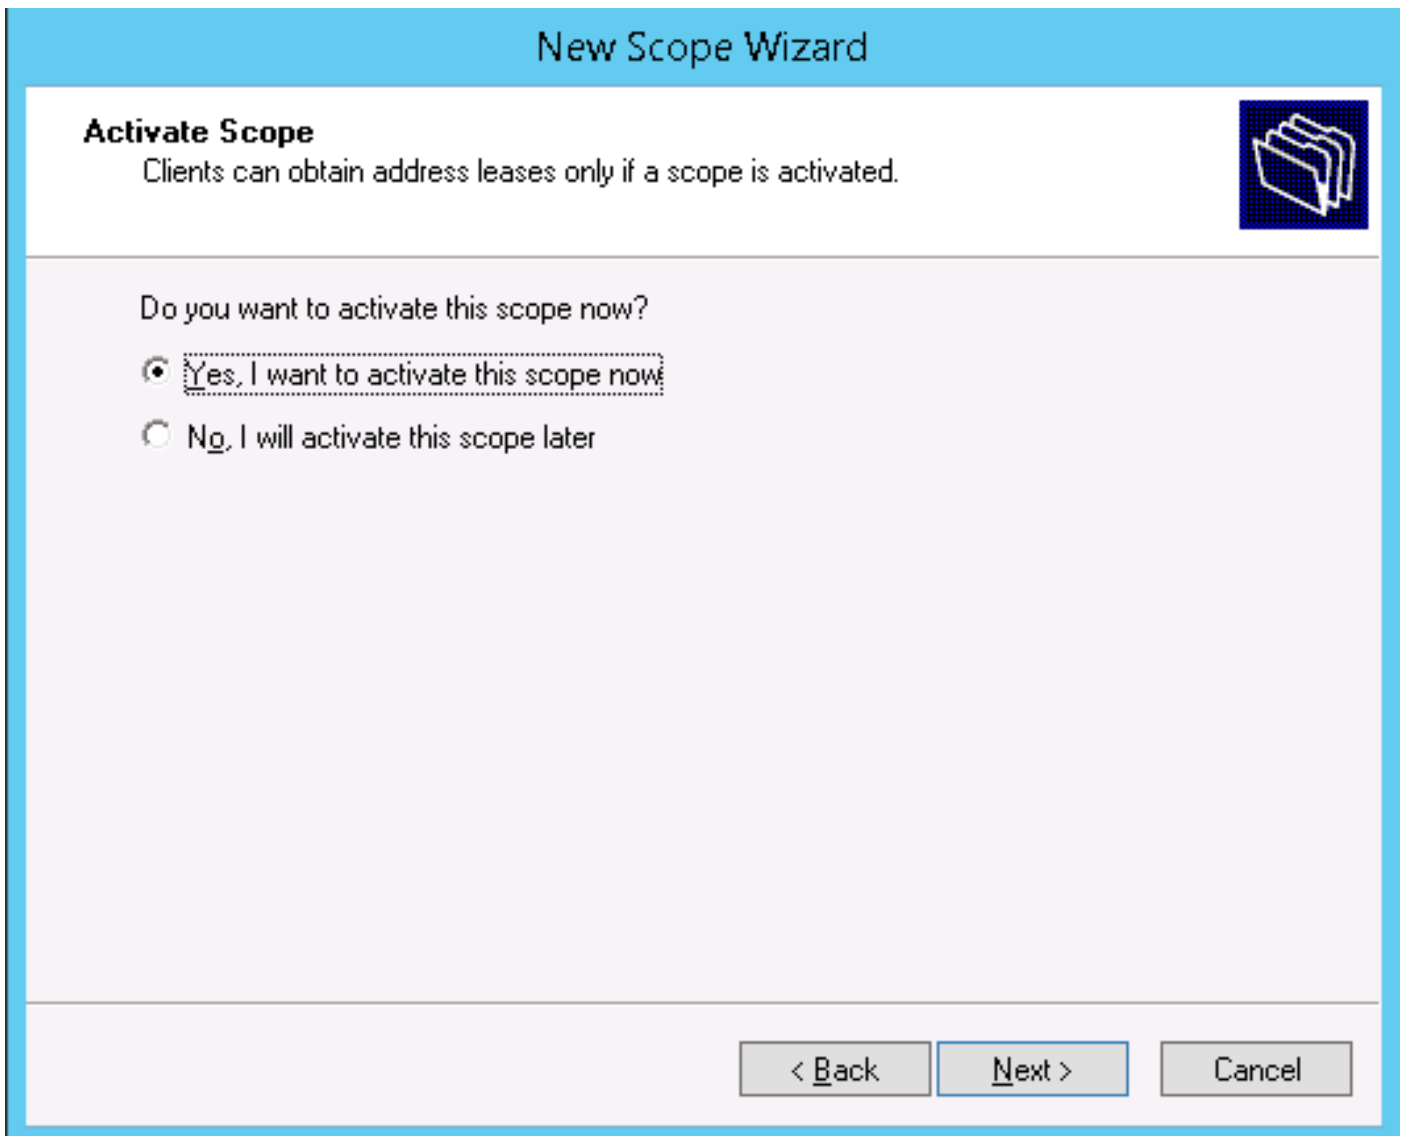 New Scope Wizard
Activate Scope
Clients can obtain address leases only if a scope is activated.
Do you want to activate this scope now?
Yes, I want to activate this scope now
No, I will activate this scope later
< Back Next > Cancel